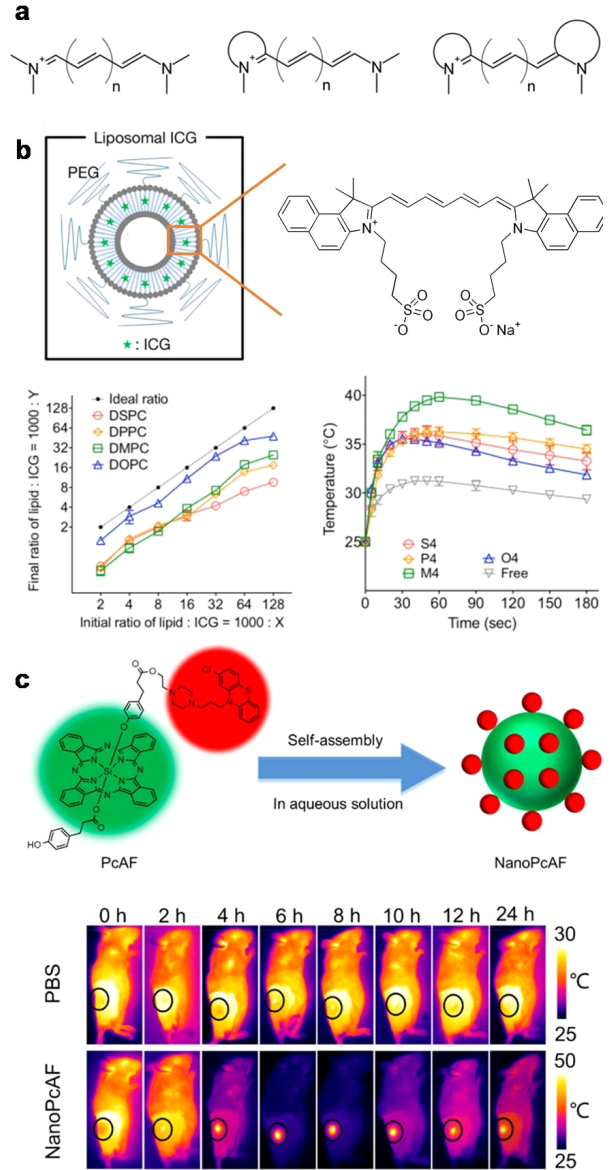 a
N+
n
N
N+
n
N
N+
n
N
b
Liposomal ICG
PEG
★: ICG
N+
N
O
S
O
-O
O
S
O
O- Na+
Final ratio of lipid : ICG = 1000 : Y
128
64
32
16
8
4
2
Ideal ratio
DSPC
DPPC
DMPC
DOPC
2 4 8 16 32 64 128
Initial ratio of lipid : ICG = 1000 : X
Temperature (°C)
40
35
30
25
S4
P4
M4
O4
Free
0 30 60 90 120 150 180
Time (sec)
c
O
O
N
N
Cl
S
N
O
N
N
N
N
Si
N
N
N
N
O
O
HO
PcAF
Self-assembly
In aqueous solution
NanoPcAF
0 h 2 h 4 h 6 h 8 h 10 h 12 h 24 h
PBS
30
°C
25
NanoPcAF
50
°C
25